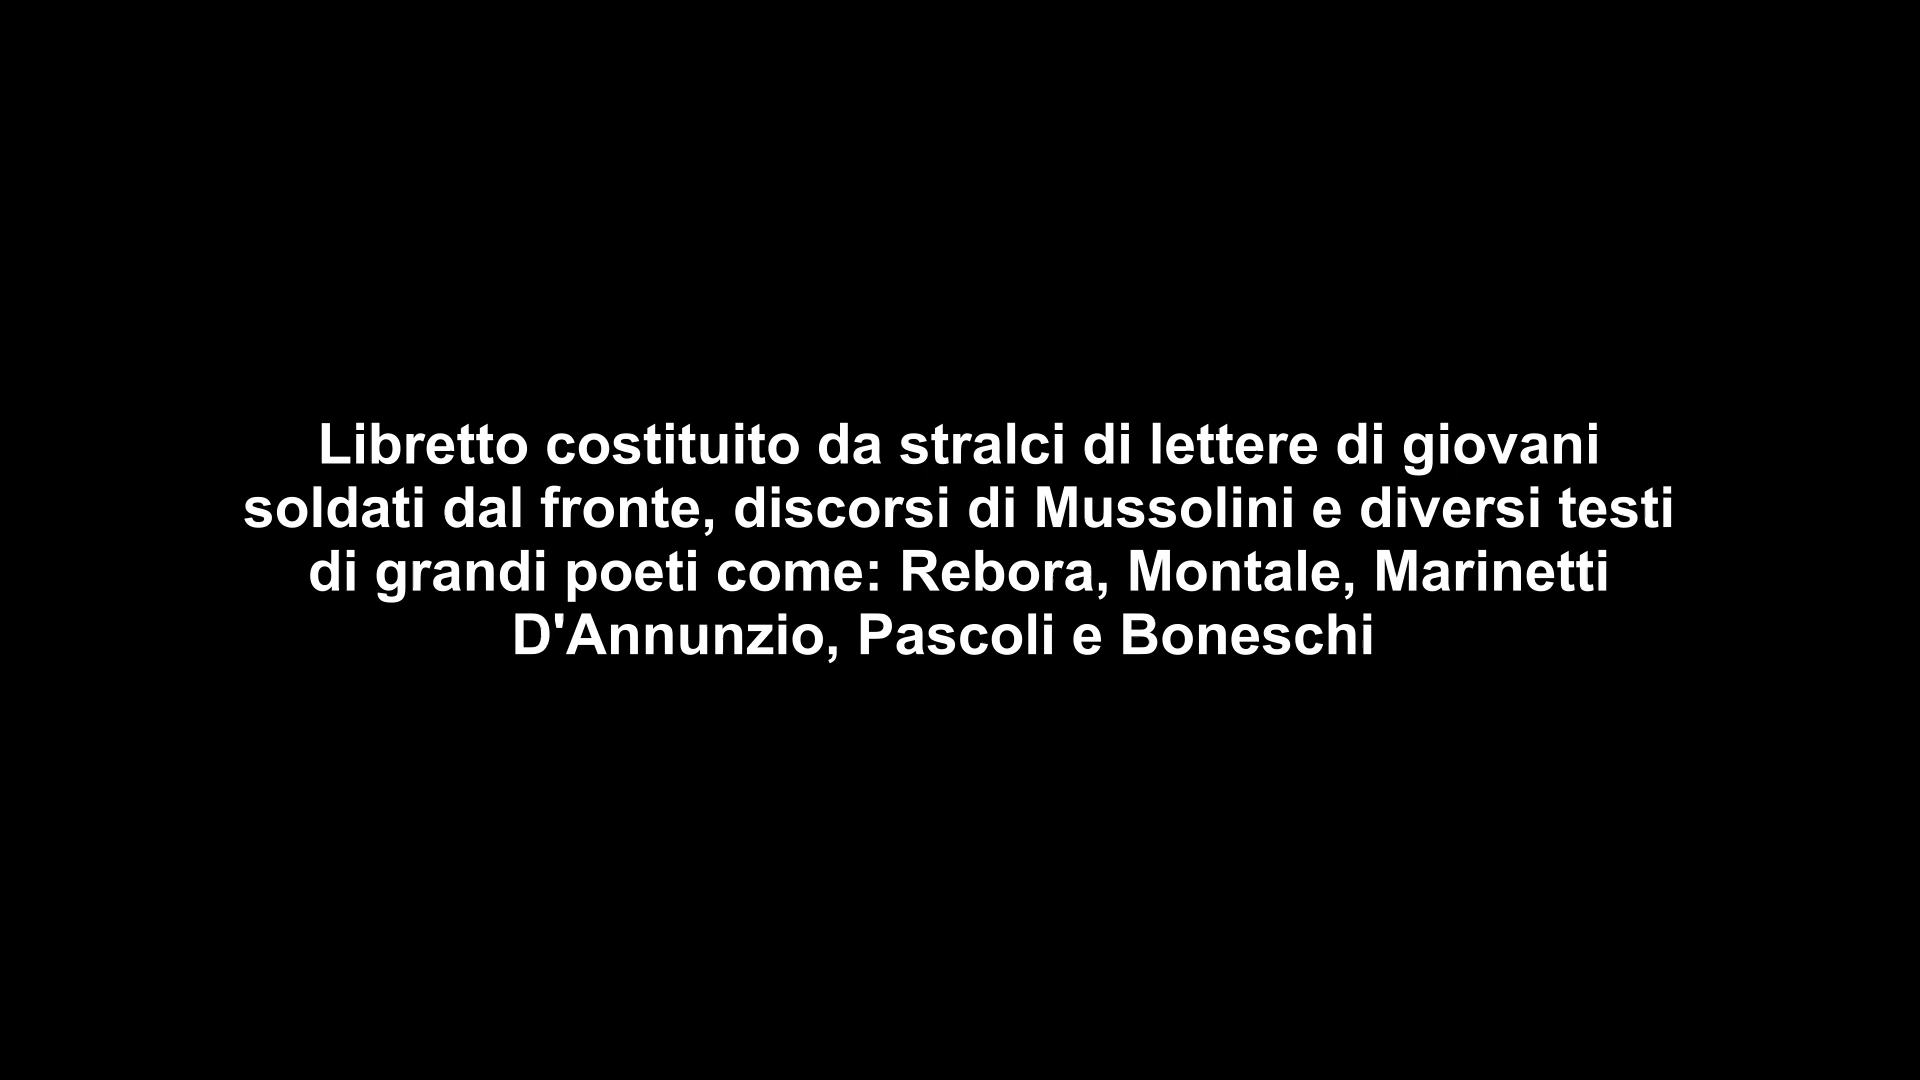 Libretto costituito da stralci di lettere di giovani
soldati dal fronte, discorsi di Mussolini e diversi testi
di grandi poeti come: Rebora, Montale, Marinetti
D'Annunzio, Pascoli e Boneschi